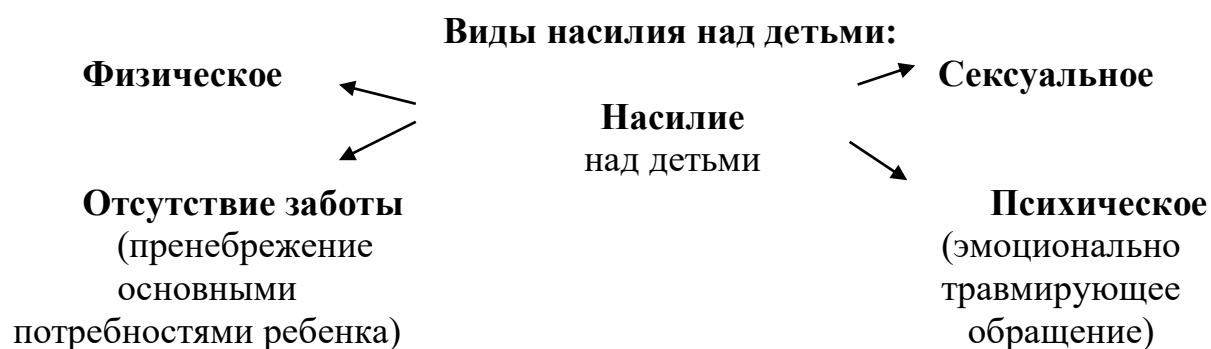 Виды насилия над детьми:
Физическое
Сексуальное
Насилие
над детьми
Отсутствие заботы
(пренебрежение
основными
потребностями ребенка)
Психическое
(эмоционально
травмирующее
обращение)